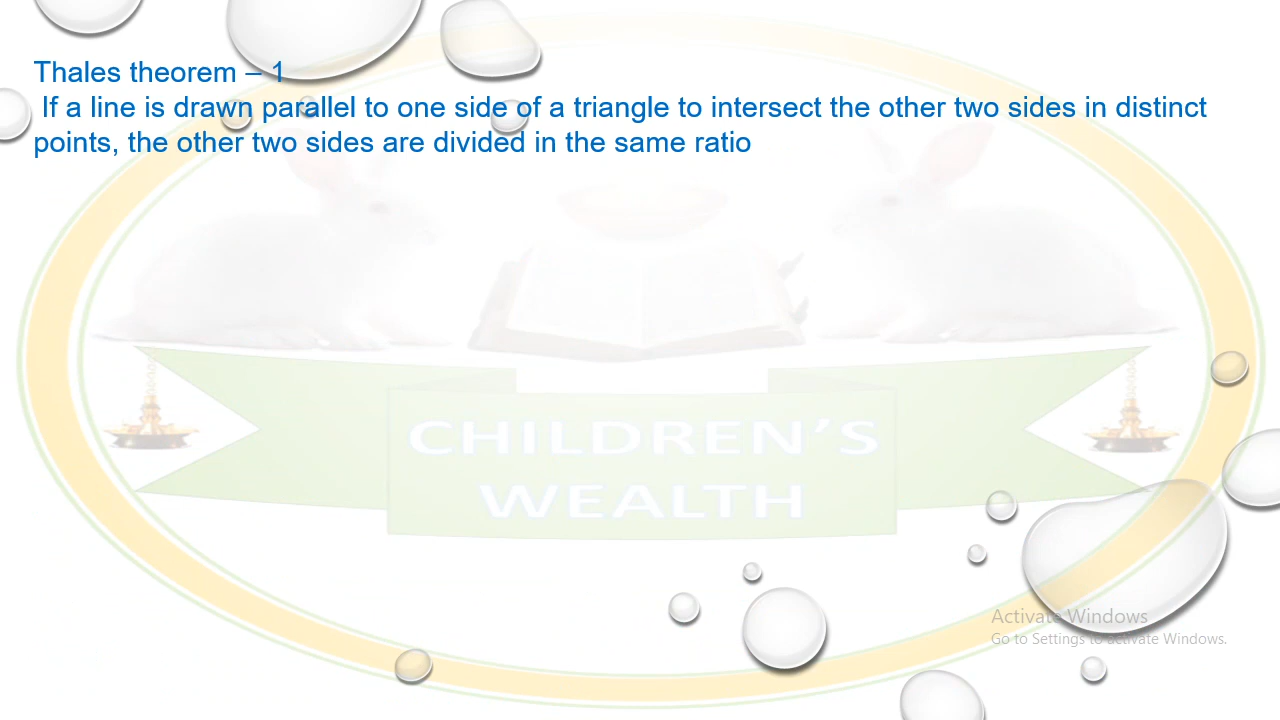 Thales theorem – 1
If a line is drawn parallel to one side of a triangle to intersect the other two sides in distinct
points, the other two sides are divided in the same ratio
CHILDREN'S
WEALTH
Activate Windows
Go to Settings to activate Windows.